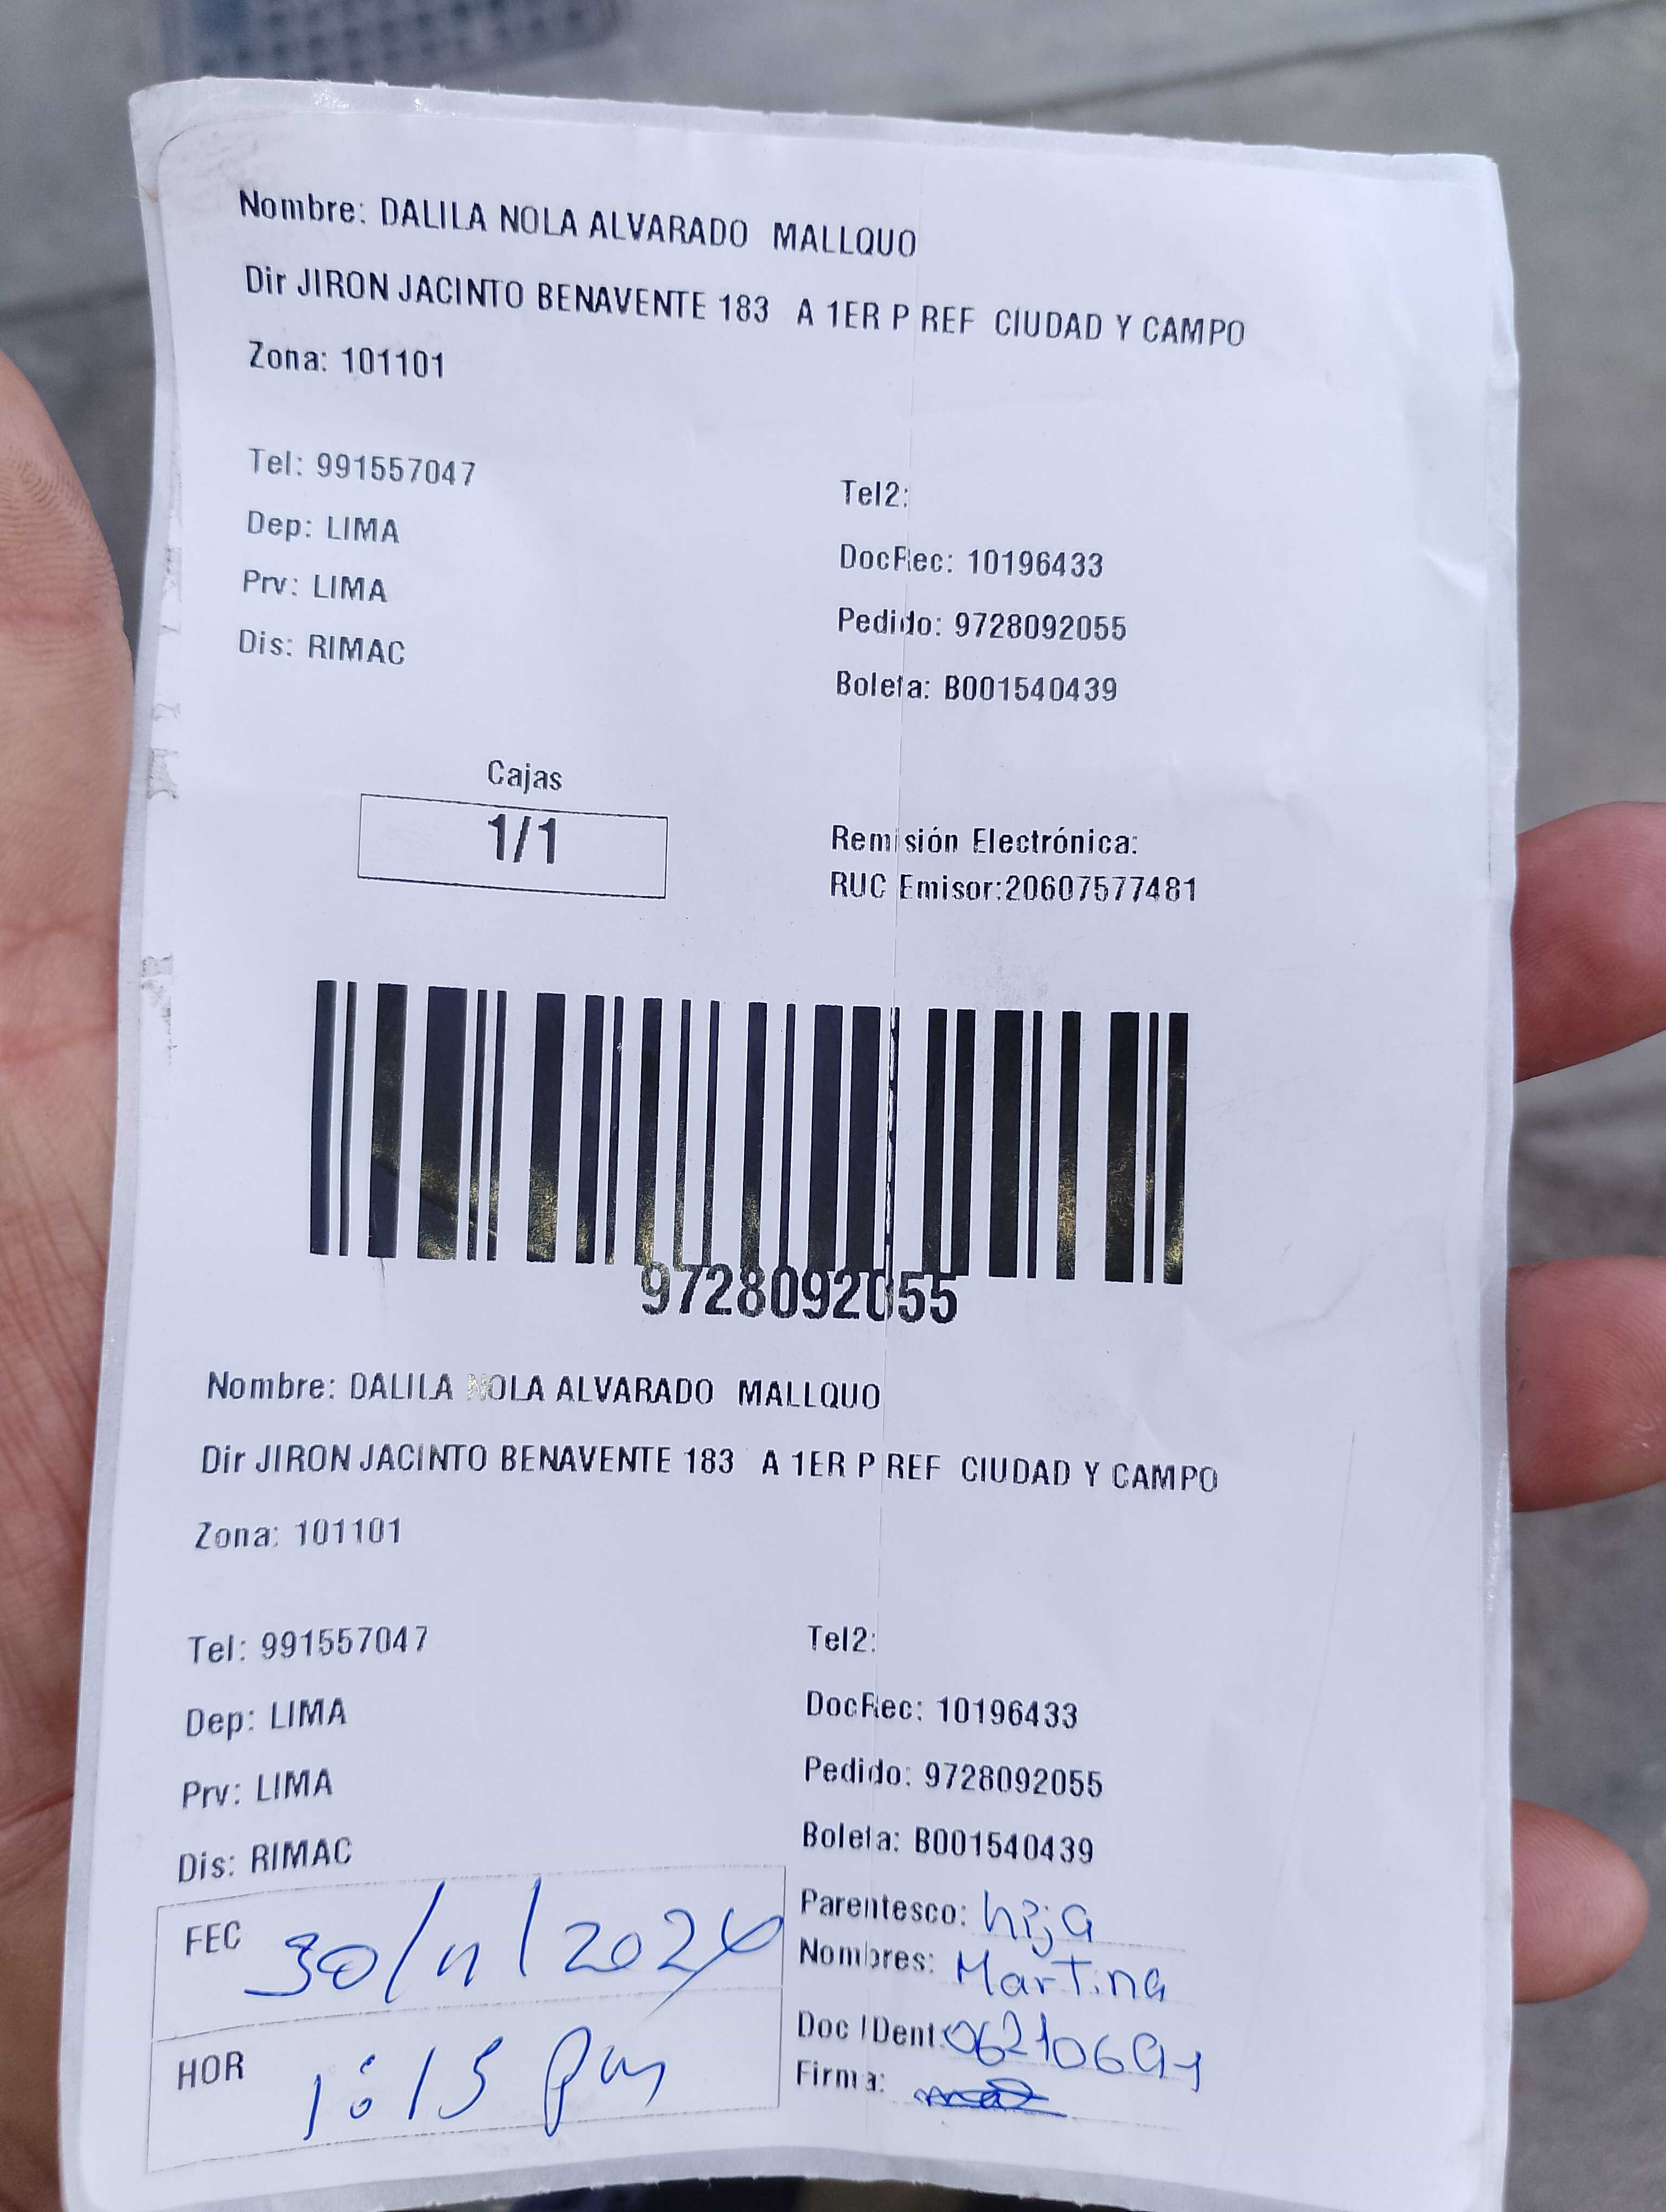 Nombre: DALILA NOLA ALVARADO MALLQUO
Dir JIRON JACINTO BENAVENTE 183 A 1ER P REF CIUDAD Y CAMPO
Zona: 101101
Tel: 991557047
Tel2:
Dep: LIMA
DocRec: 10196433
Prv: LIMA
Pedido: 9728092055
Dis: RIMAC
Boleta: B001540439
Cajas
1/1
Remisión Electrónica:
RUC Emisor:20607577481
9728092055
Nombre: DALILA NOLA ALVARADO MALLQUO
Dir JIRON JACINTO BENAVENTE 183 A 1ER P REF CIUDAD Y CAMPO
Zona: 101101
Tel: 991557047
Tel2:
Dep: LIMA
DocRec: 10196433
Prv: LIMA
Pedido: 9728092055
Dis: RIMAC
Boleta: B001540439
FEC 30/11/2024
HOR 1:15 pm
Parentesco: hija
Nombres: Martina
Doc IDent:
Firma: